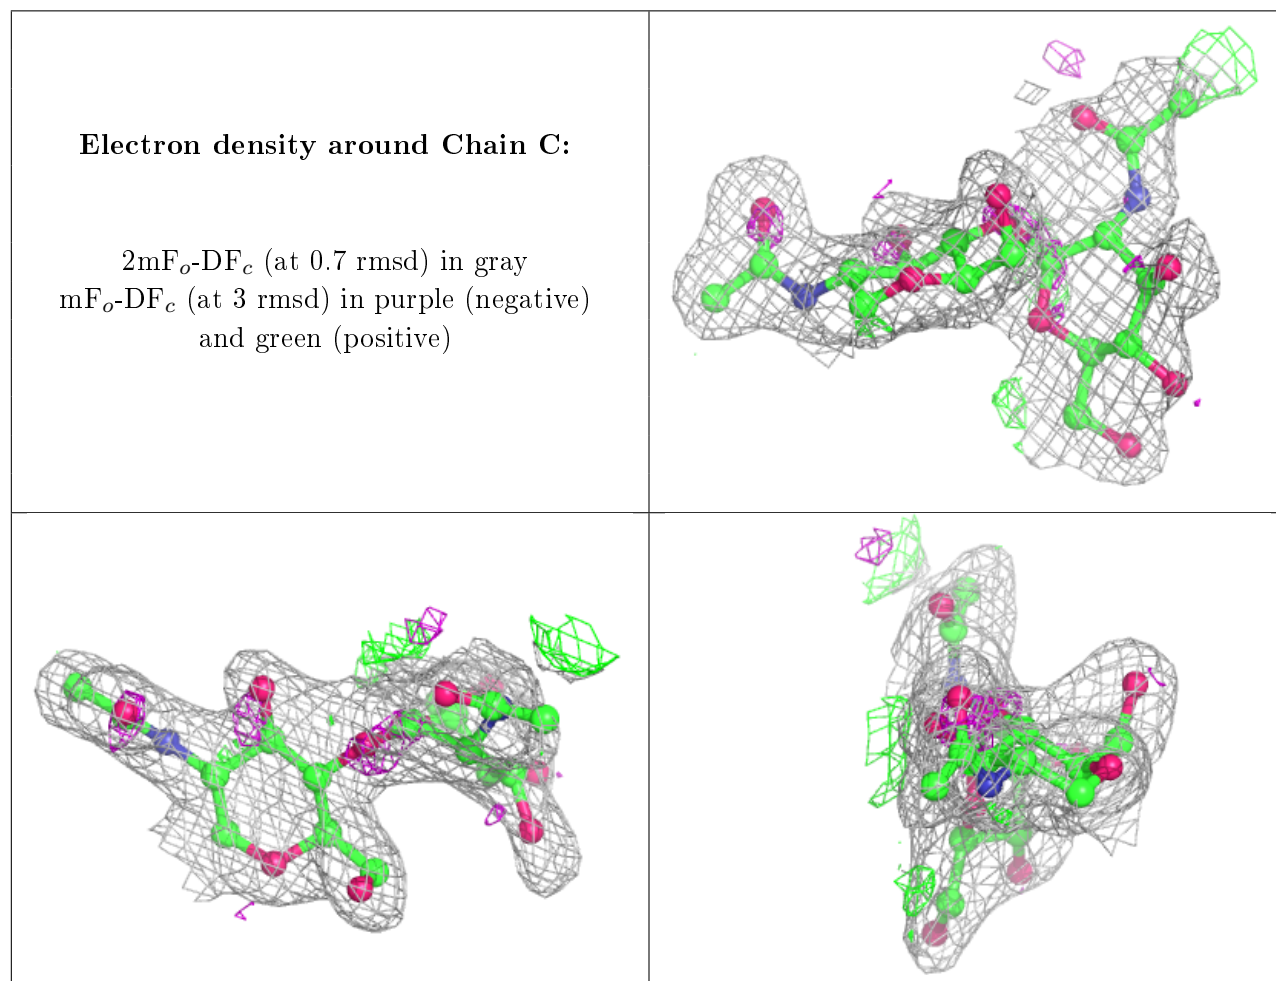 Electron density around Chain C:
2mFo-DFc (at 0.7 rmsd) in gray
mFo-DFc (at 3 rmsd) in purple (negative)
and green (positive)